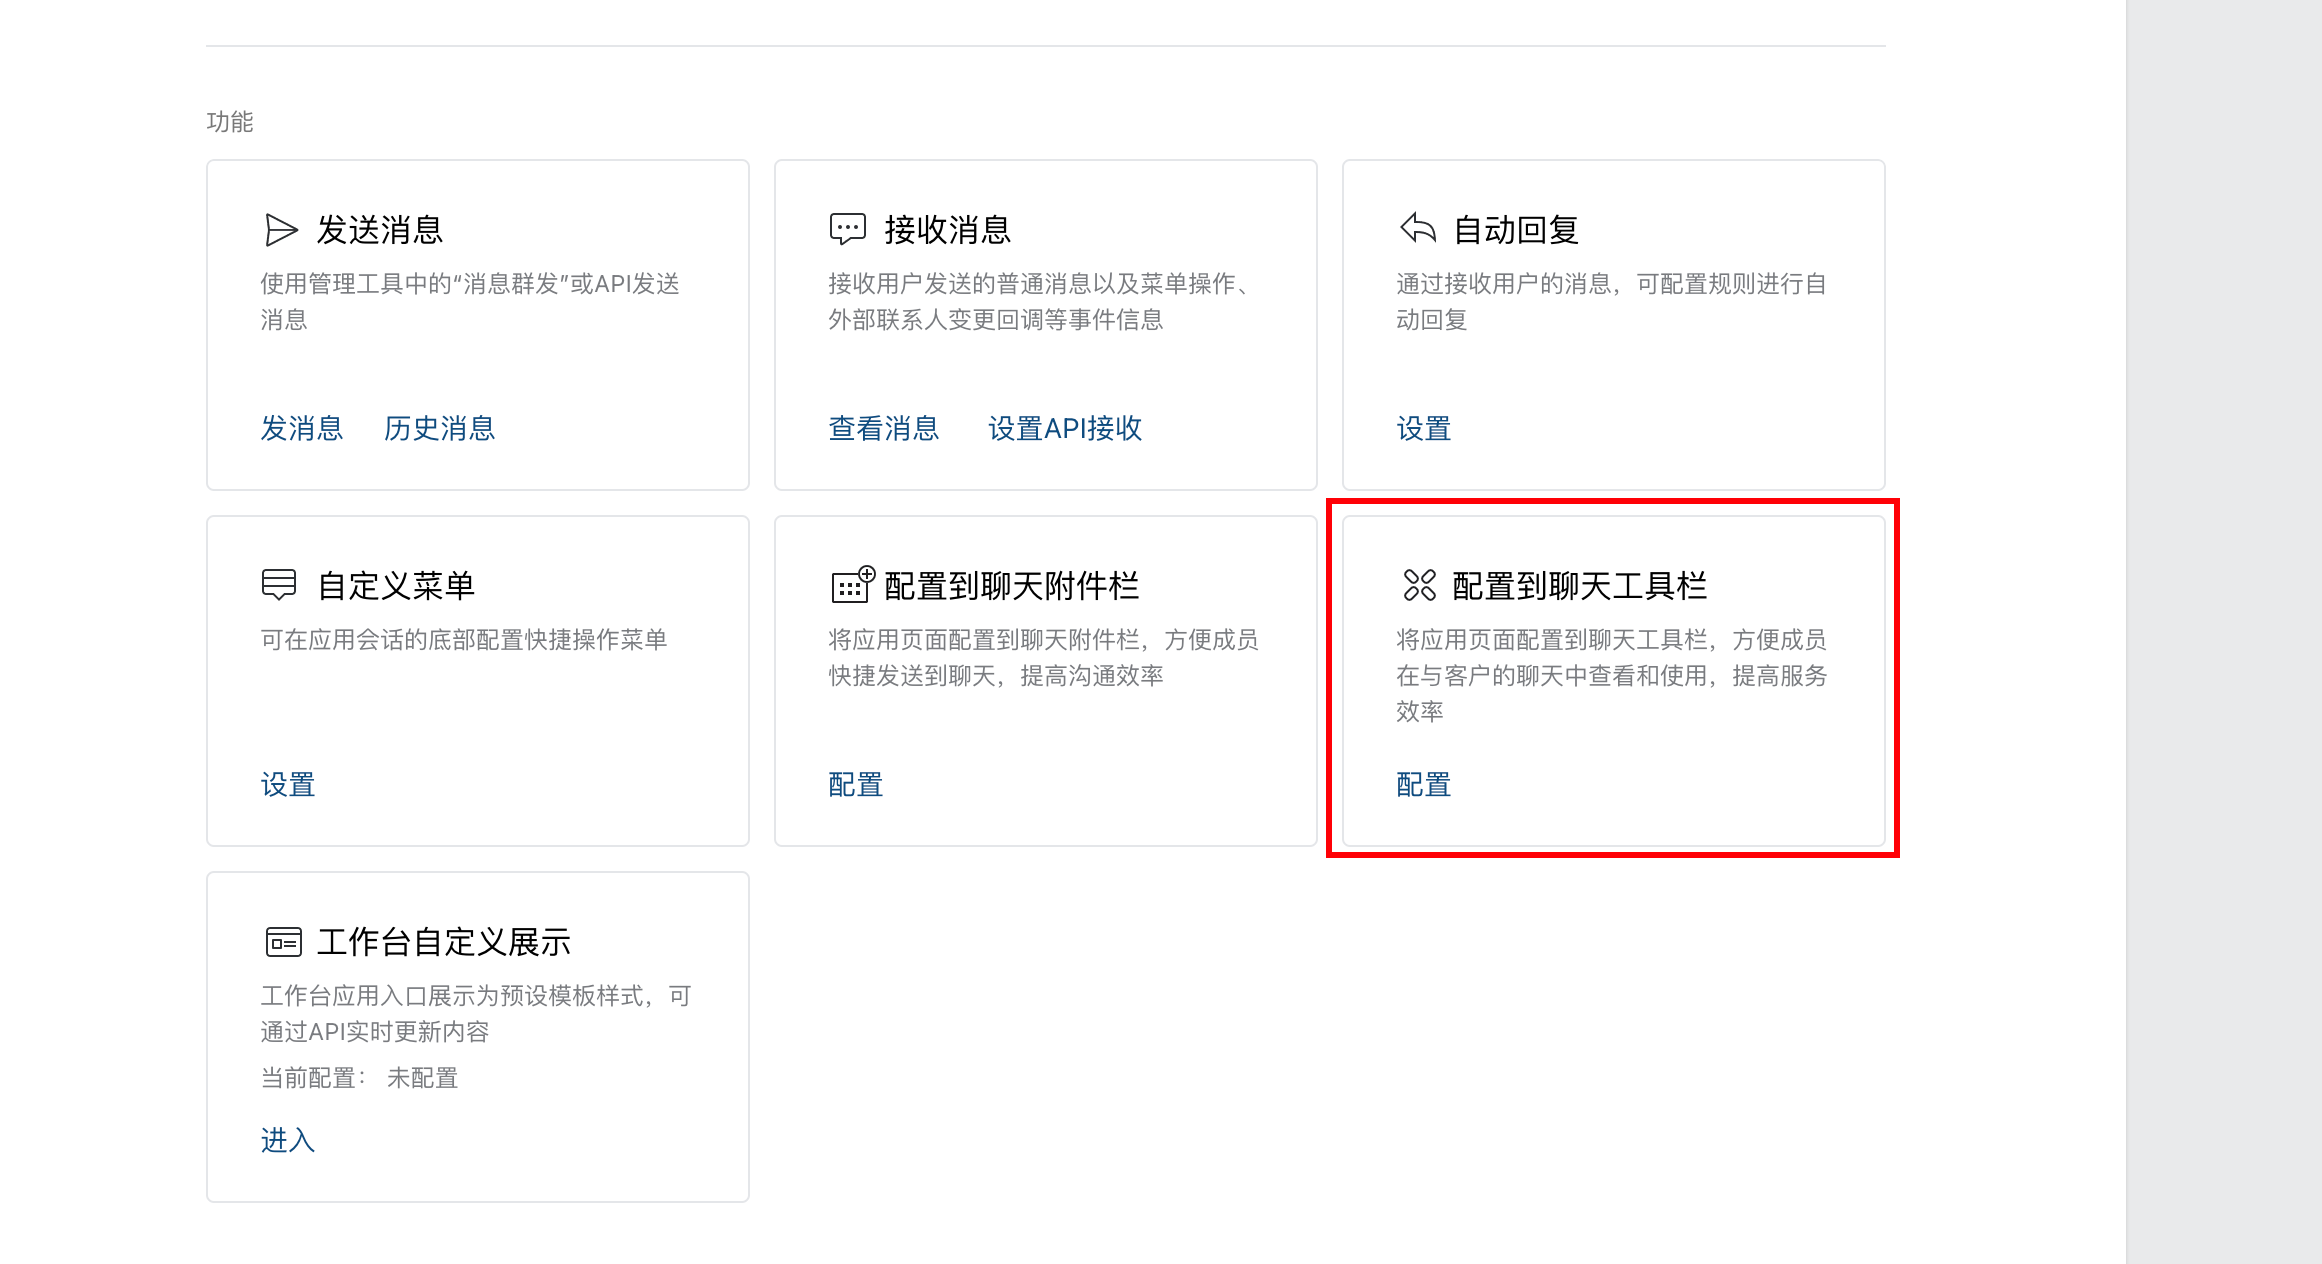 功能
发送消息
使用管理工具中的“消息群发”或API发送
消息
发消息 历史消息
接收消息
接收用户发送的普通消息以及菜单操作、
外部联系人变更回调等事件信息
查看消息 设置API接收
自动回复
通过接收用户的消息，可配置规则进行自
动回复
设置
自定义菜单
可在应用会话的底部配置快捷操作菜单
设置
配置到聊天附件栏
将应用页面配置到聊天附件栏，方便成员
快捷发送到聊天，提高沟通效率
配置
配置到聊天工具栏
将应用页面配置到聊天工具栏，方便成员
在与客户的聊天中查看和使用，提高服务
效率
配置
工作台自定义展示
工作台应用入口展示为预设模板样式，可
通过API实时更新内容
当前配置： 未配置
进入